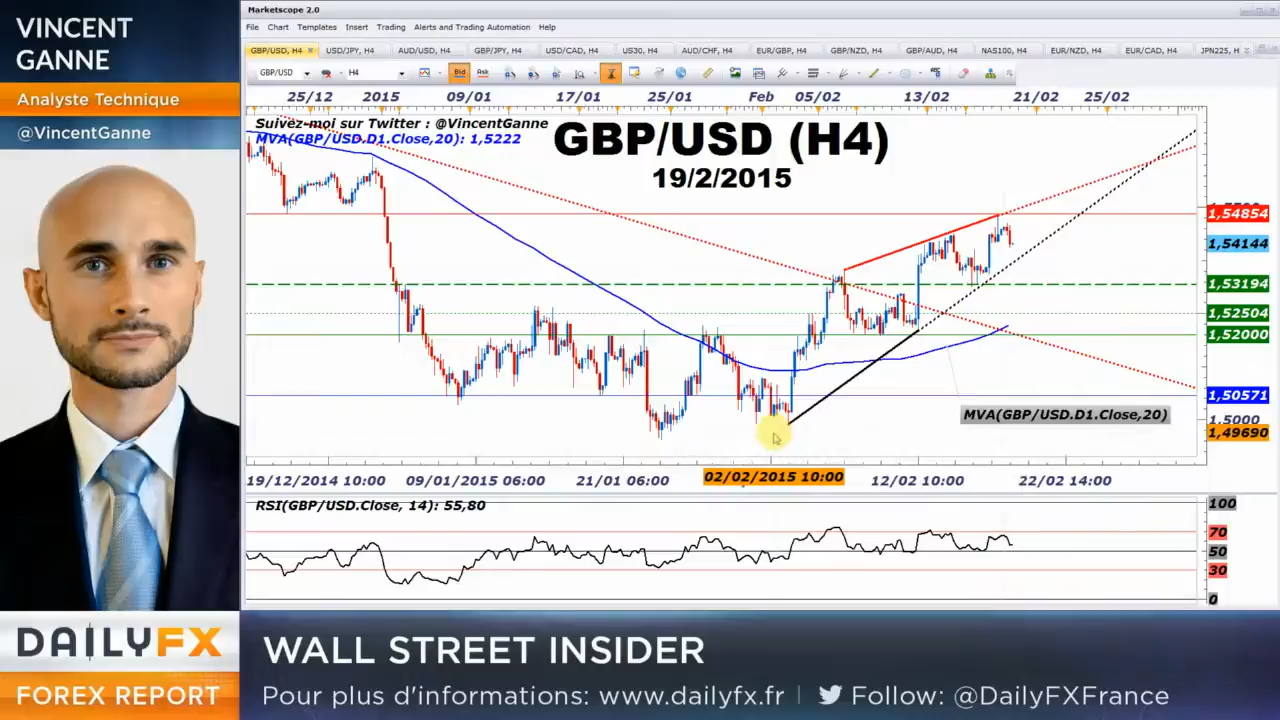 VINCENT
GANNE
Analyste Technique
@VincentGanne
Marketscope 2.0
File Chart Templates Insert Trading Alerts and Trading Automation Help
GBP/USD, H4 USD/JPY, H4 AUD/USD, H4 GBP/JPY, H4 USD/CAD, H4 US30, H4 AUD/CHF, H4 EUR/GBP, H4 GBP/NZD, H4 GBP/AUD, H4 NAS100, H4 EUR/NZD, H4 EUR/CAD, H4 JPN225, H
GBP/USD H4 Bid Ask
25/12 2015 09/01 17/01 25/01 Feb 05/02 13/02 21/02 25/02
Suivez-moi sur Twitter : @VincentGanne
MVA(GBP/USD.D1.Close,20): 1,5222
GBP/USD (H4)
19/2/2015
1,54854
1,54144
1,53194
1,52504
1,52000
1,50571
1,5000
1,49690
MVA(GBP/USD.D1.Close,20)
19/12/2014 10:00 09/01/2015 06:00 21/01 06:00 02/02/2015 10:00 12/02 10:00 22/02 14:00
RSI(GBP/USD.Close, 14): 55,80
100
70
50
30
0
DAILYFX
FOREX REPORT
WALL STREET INSIDER
Pour plus d'informations: www.dailyfx.fr | Follow: @DailyFXFrance